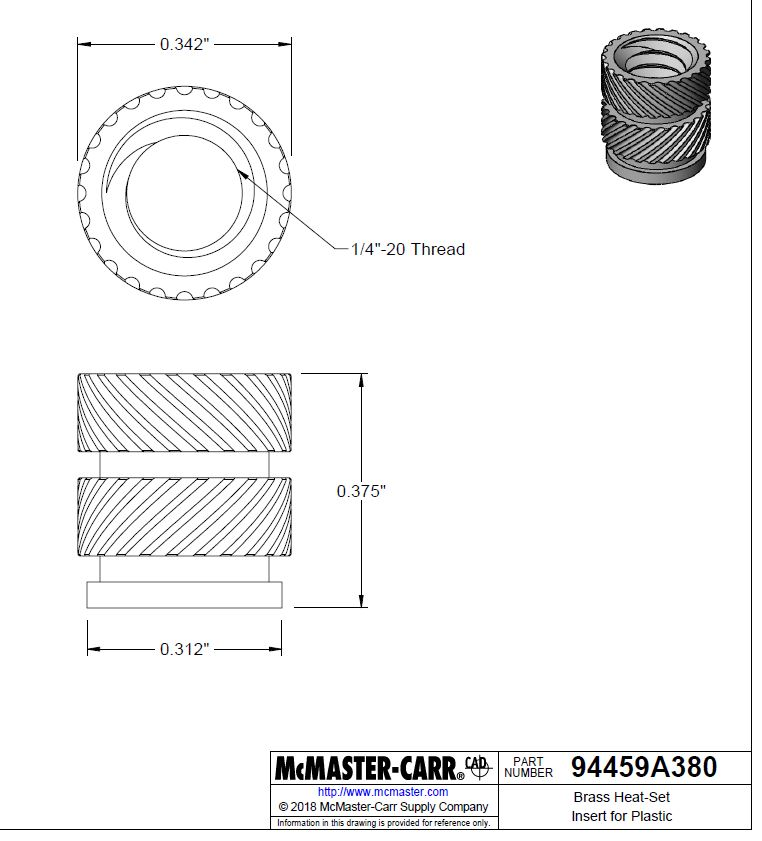 0.342"
1/4"-20 Thread
0.375"
0.312"
McMASTER-CARR® CAD
http://www.mcmaster.com
© 2018 McMaster-Carr Supply Company
Information in this drawing is provided for reference only.
PART
NUMBER
94459A380
Brass Heat-Set
Insert for Plastic